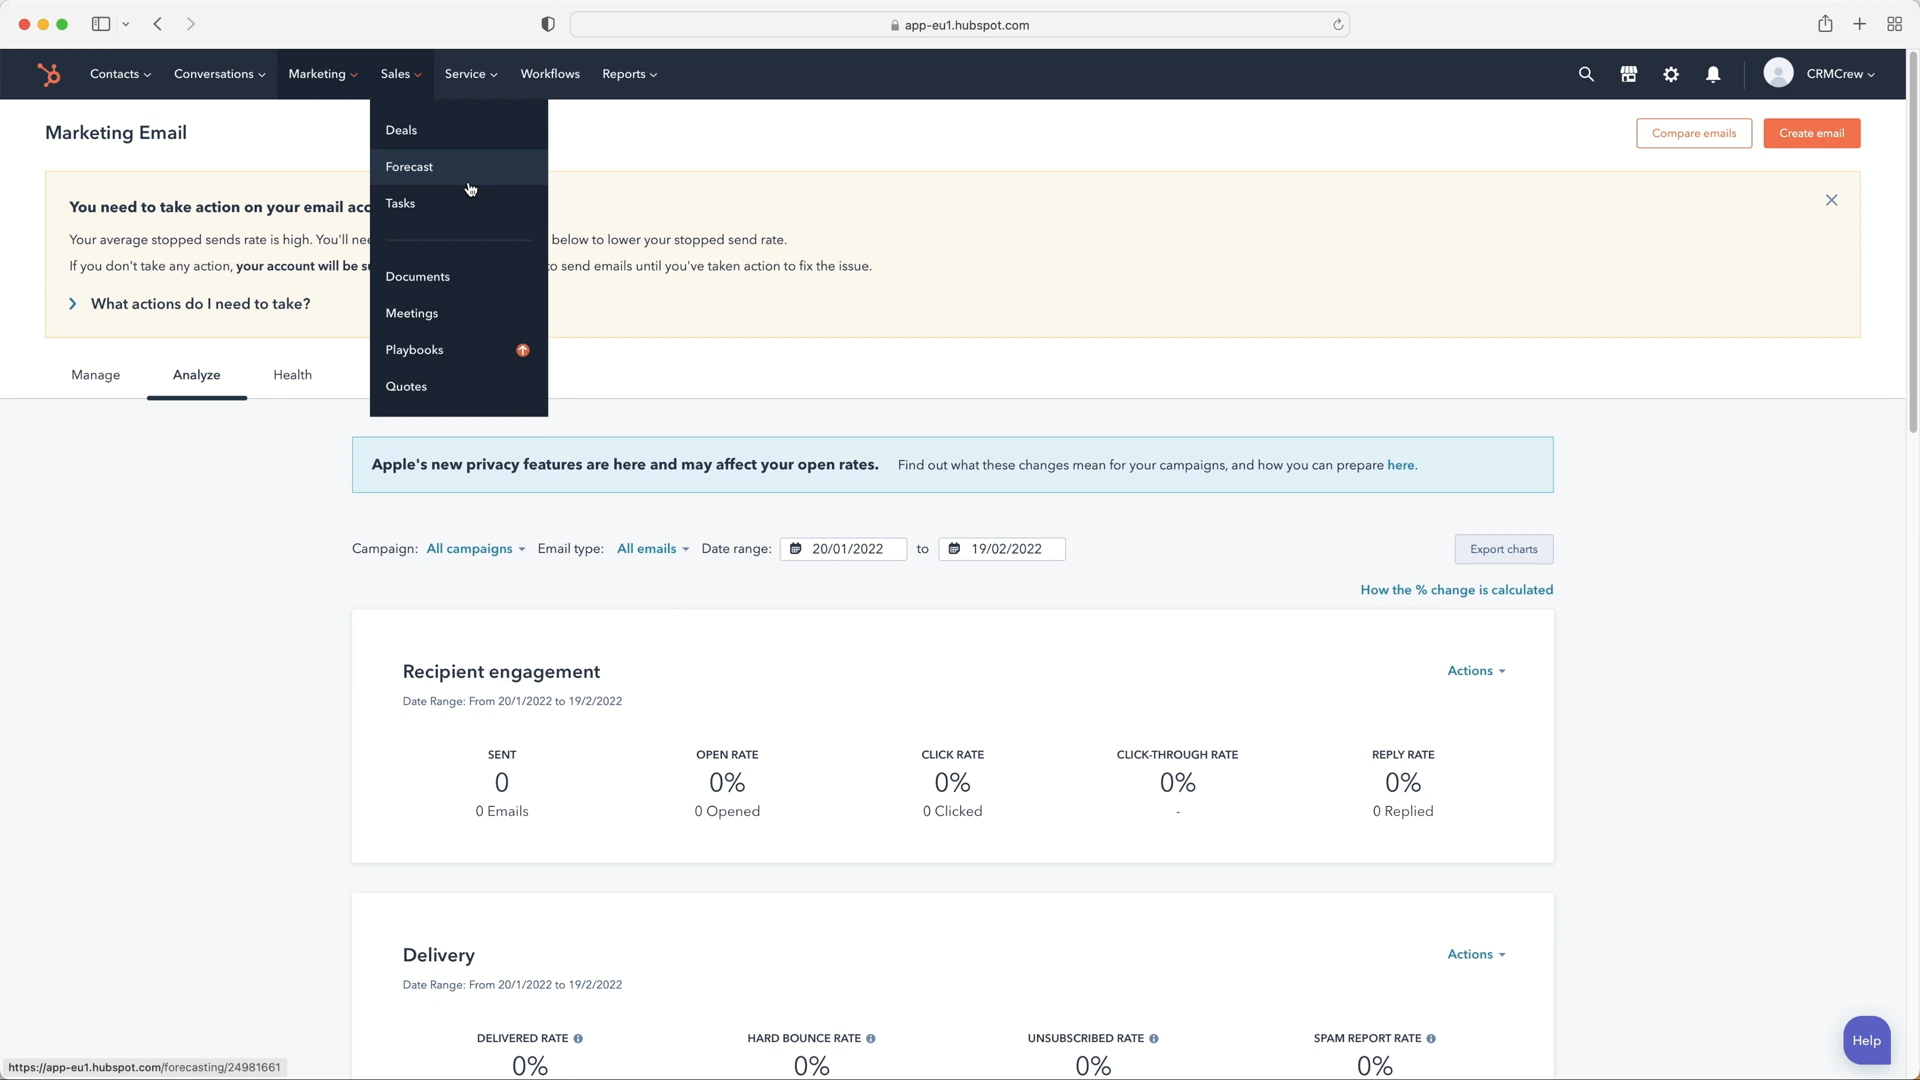 app-eu1.hubspot.com
Contacts Conversations Marketing Sales Service Workflows Reports CRMCrew
Marketing Email
Compare emails Create email
Deals
Forecast
Tasks
Documents
Meetings
Playbooks
Quotes
You need to take action on your email acc
Your average stopped sends rate is high. You'll nee below to lower your stopped send rate.
If you don't take any action, your account will be su to send emails until you've taken action to fix the issue.
What actions do I need to take?
Manage Analyze Health
Apple's new privacy features are here and may affect your open rates. Find out what these changes mean for your campaigns, and how you can prepare here.
Campaign: All campaigns Email type: All emails Date range: 20/01/2022 to 19/02/2022 Export charts
How the % change is calculated
Recipient engagement Actions
Date Range: From 20/1/2022 to 19/2/2022
SENT OPEN RATE CLICK RATE CLICK-THROUGH RATE REPLY RATE
0 0% 0% 0% 0%
0 Emails 0 Opened 0 Clicked - 0 Replied
Delivery Actions
Date Range: From 20/1/2022 to 19/2/2022
DELIVERED RATE HARD BOUNCE RATE UNSUBSCRIBED RATE SPAM REPORT RATE
0% 0% 0% 0%
Help
https://app-eu1.hubspot.com/forecasting/24981661